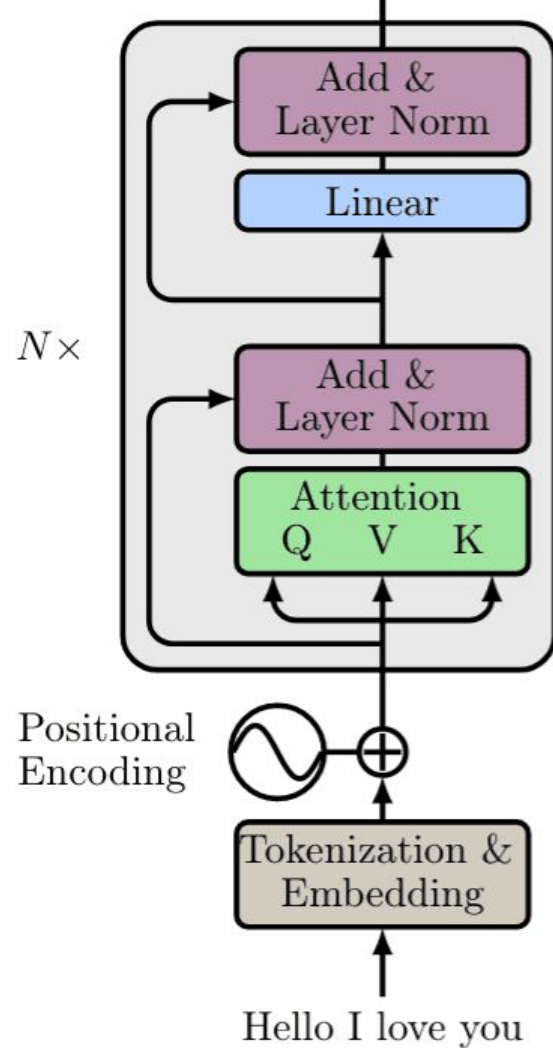 Add &
Layer Norm
Linear
N×
Add &
Layer Norm
Attention
Q V K
Positional
Encoding
Tokenization &
Embedding
Hello I love you